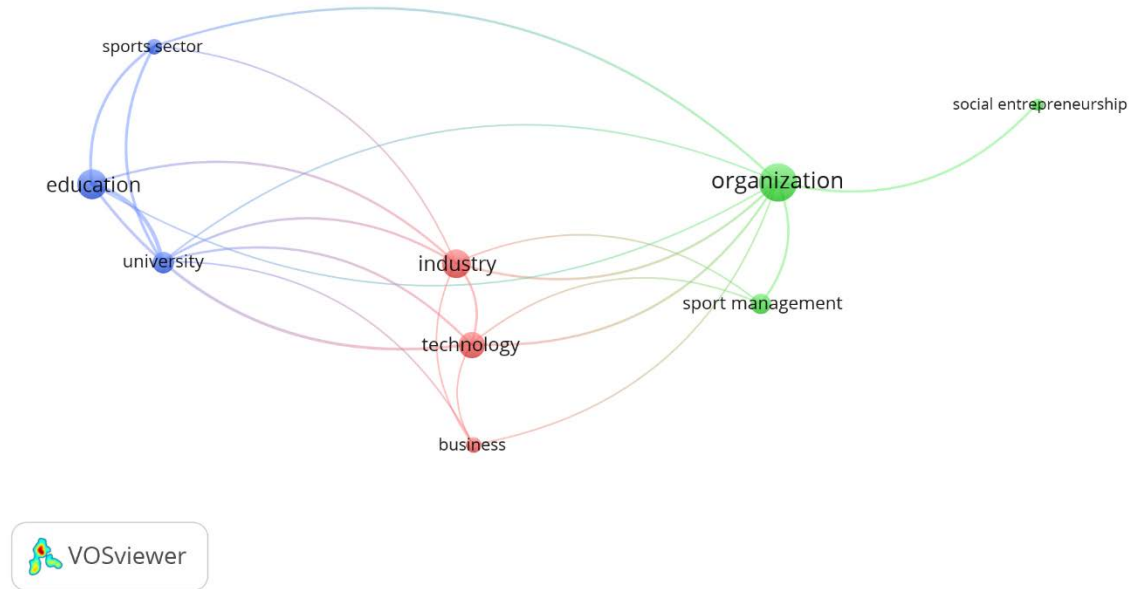 sports sector
social entrepreneurship
education
organization
university
industry
sport management
technology
business
VOSviewer